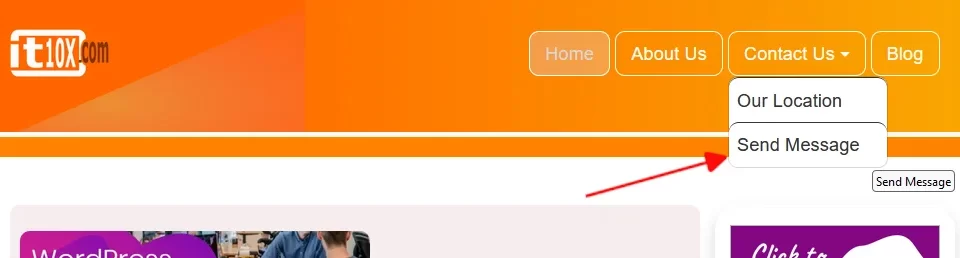 it10X.com
Home About Us Contact Us Blog
Our Location
Send Message
Send Message
WordPress
Click to